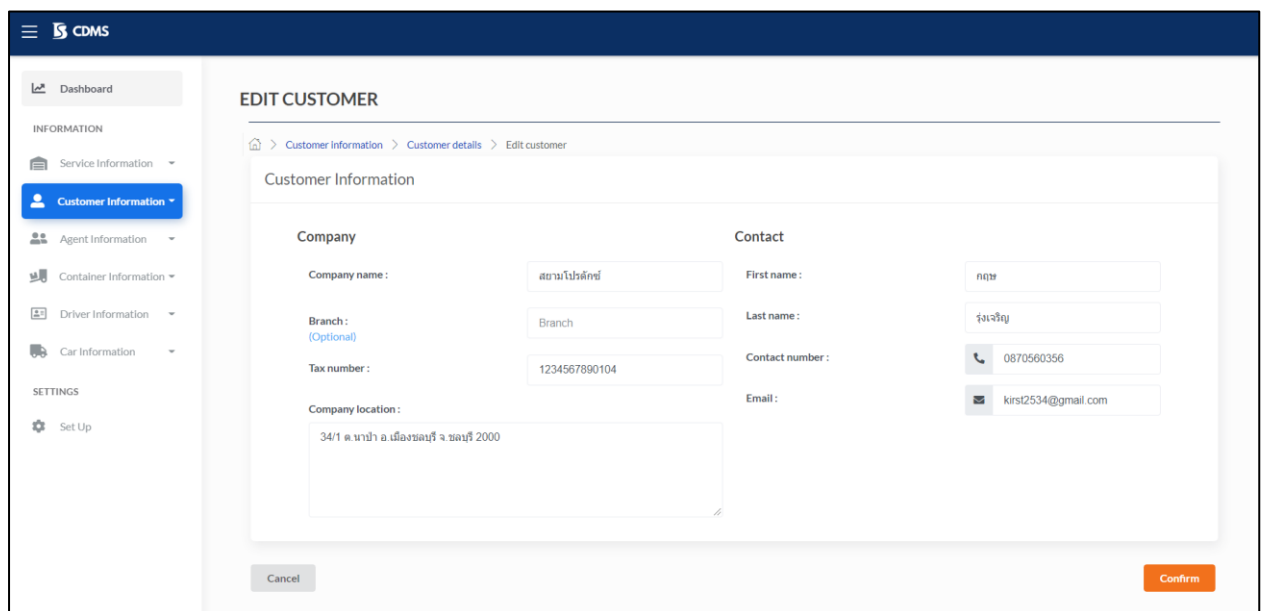 CDMS
Dashboard
INFORMATION
Service Information
Customer Information
Agent Information
Container Information
Driver Information
Car Information
SETTINGS
Set Up
EDIT CUSTOMER
> Customer information > Customer details > Edit customer
Customer Information
Company
Company name : สยามโปรดักซ์
Branch : Branch
(Optional)
Tax number : 1234567890104
Company location :
34/1 ต.นาป่า อ.เมืองชลบุรี จ.ชลบุรี 2000
Contact
First name : กฤษ
Last name : รุ่งเจริญ
Contact number : 0870560356
Email : kirst2534@gmail.com
Cancel
Confirm